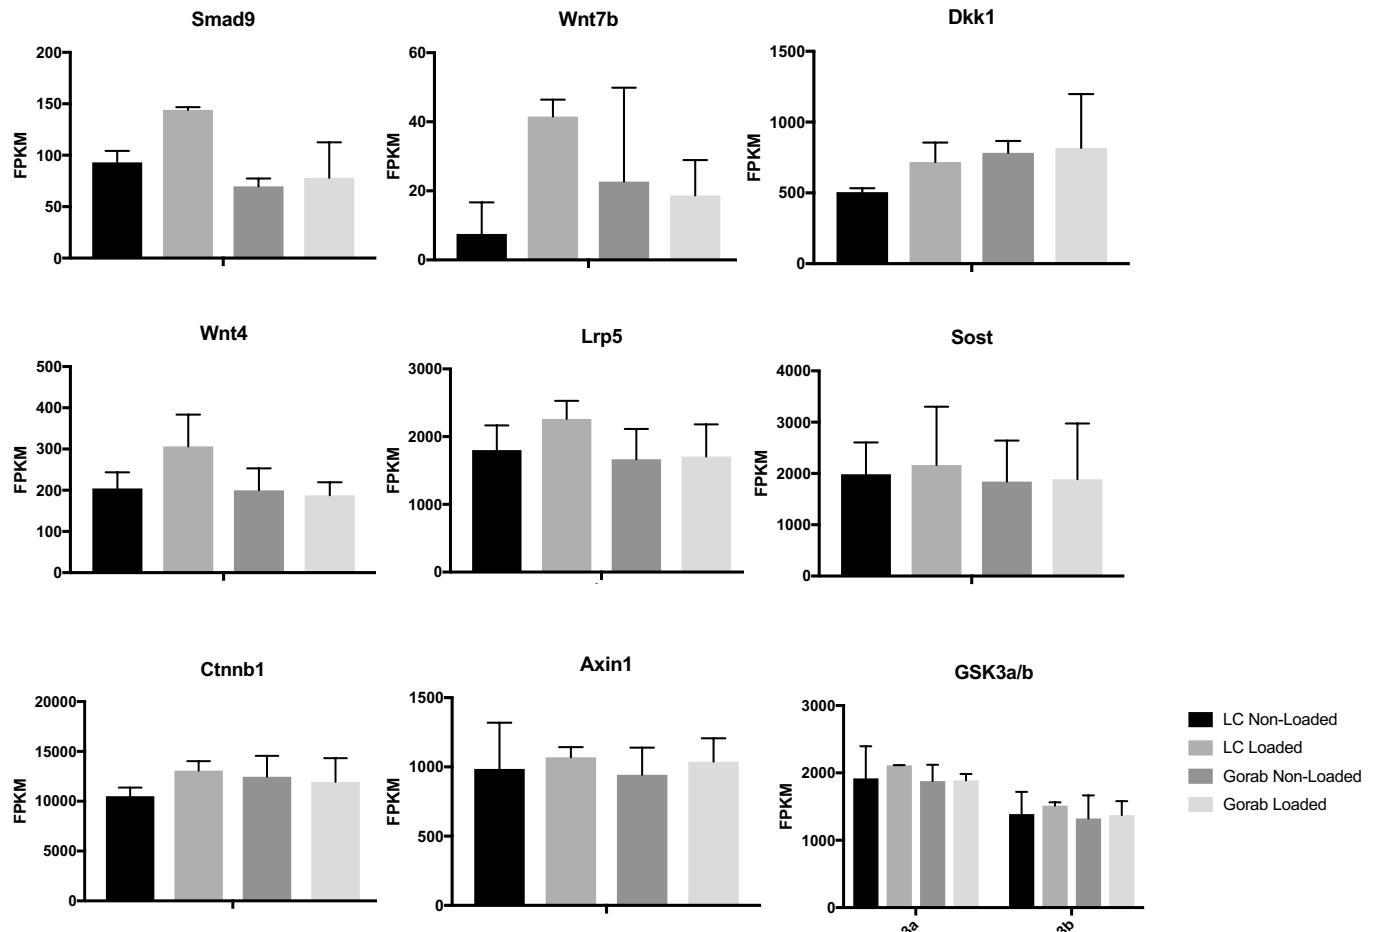 Smad9
200
150
100
50
0
FPKM
Wnt7b
60
40
20
0
FPKM
Dkk1
1500
1000
500
0
FPKM
Wnt4
500
400
300
200
100
0
FPKM
Lrp5
3000
2000
1000
0
FPKM
Sost
4000
3000
2000
1000
0
FPKM
Ctnnb1
20000
15000
10000
5000
0
FPKM
Axin1
1500
1000
500
0
FPKM
GSK3a/b
3000
2000
1000
0
FPKM
3a
3b
LC Non-Loaded
LC Loaded
Gorab Non-Loaded
Gorab Loaded